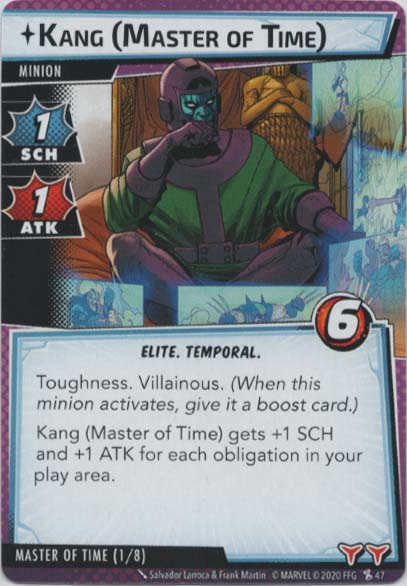 Kang (Master of Time)
MINION
1
SCH
1
ATK
6
ELITE. TEMPORAL.
Toughness. Villainous. (When this
minion activates, give it a boost card.)
Kang (Master of Time) gets +1 SCH
and +1 ATK for each obligation in your
play area.
MASTER OF TIME (1/8)
Salvador Larroca & Frank Martin © MARVEL © 2020 FFG 47